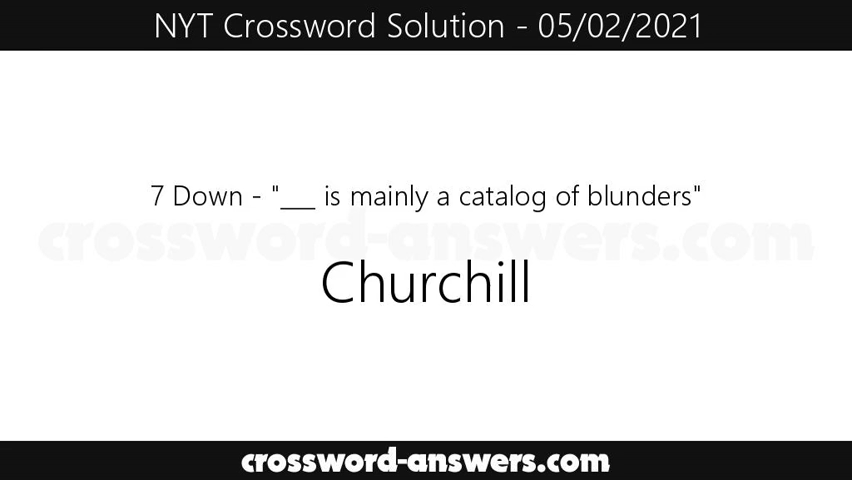 NYT Crossword Solution - 05/02/2021
7 Down - "___ is mainly a catalog of blunders"
crossword-answers.com
Churchill
crossword-answers.com